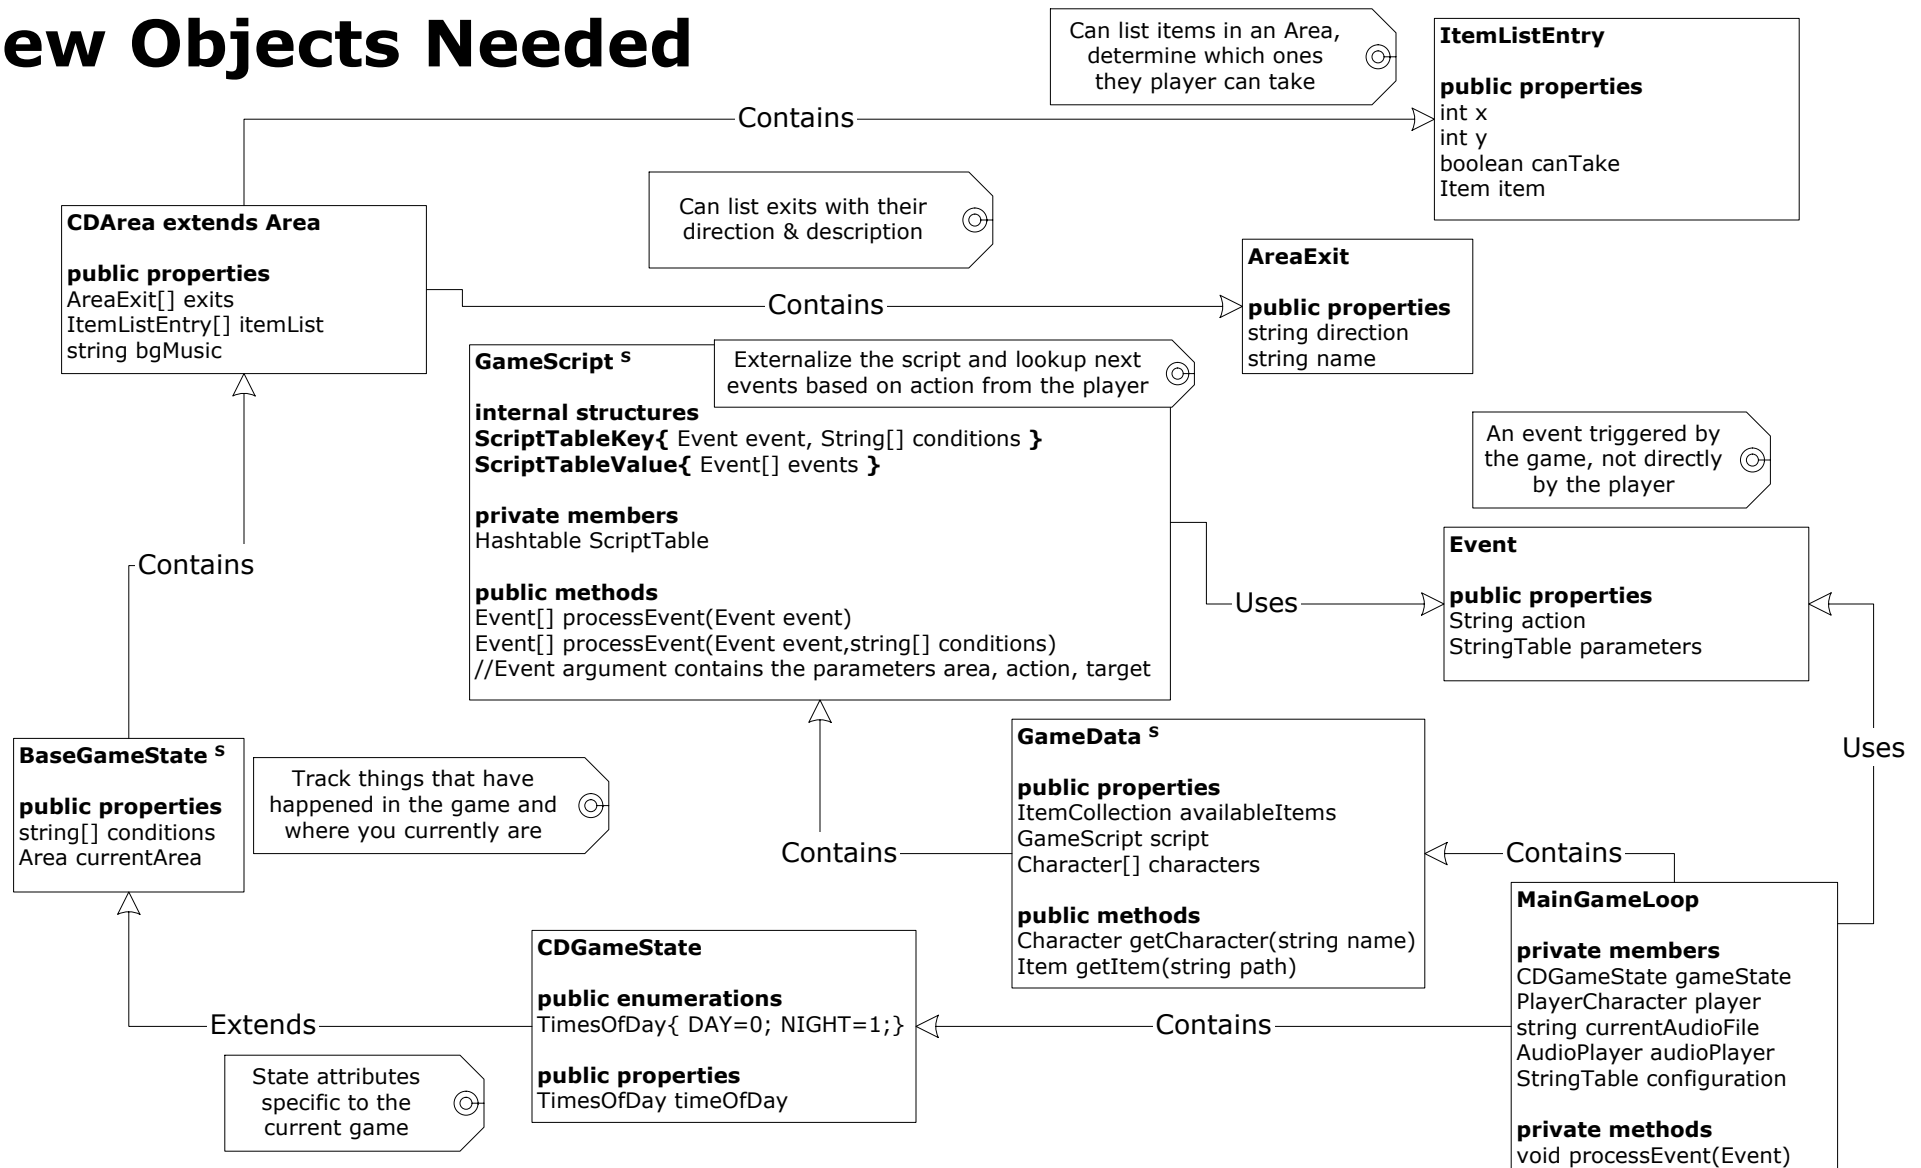 ew Objects Needed
Can list items in an Area,
determine which ones
they player can take
ItemListEntry
public properties
int x
int y
boolean canTake
Item item
Contains
Can list exits with their
direction & description
CDArea extends Area
public properties
AreaExit[] exits
ItemListEntry[] itemList
string bgMusic
Contains
AreaExit
public properties
string direction
string name
GameScript S
Externalize the script and lookup next
events based on action from the player
internal structures
ScriptTableKey{ Event event, String[] conditions }
ScriptTableValue{ Event[] events }
private members
Hashtable ScriptTable
public methods
Event[] processEvent(Event event)
Event[] processEvent(Event event,string[] conditions)
//Event argument contains the parameters area, action, target
An event triggered by
the game, not directly
by the player
Contains
Uses
Event
public properties
String action
StringTable parameters
Uses
BaseGameState S
public properties
string[] conditions
Area currentArea
Track things that have
happened in the game and
where you currently are
Contains
GameData S
public properties
ItemCollection availableItems
GameScript script
Character[] characters
public methods
Character getCharacter(string name)
Item getItem(string path)
Contains
MainGameLoop
private members
CDGameState gameState
PlayerCharacter player
string currentAudioFile
AudioPlayer audioPlayer
StringTable configuration
private methods
void processEvent(Event)
Extends
CDGameState
public enumerations
TimesOfDay{ DAY=0; NIGHT=1;}
public properties
TimesOfDay timeOfDay
Contains
State attributes
specific to the
current game